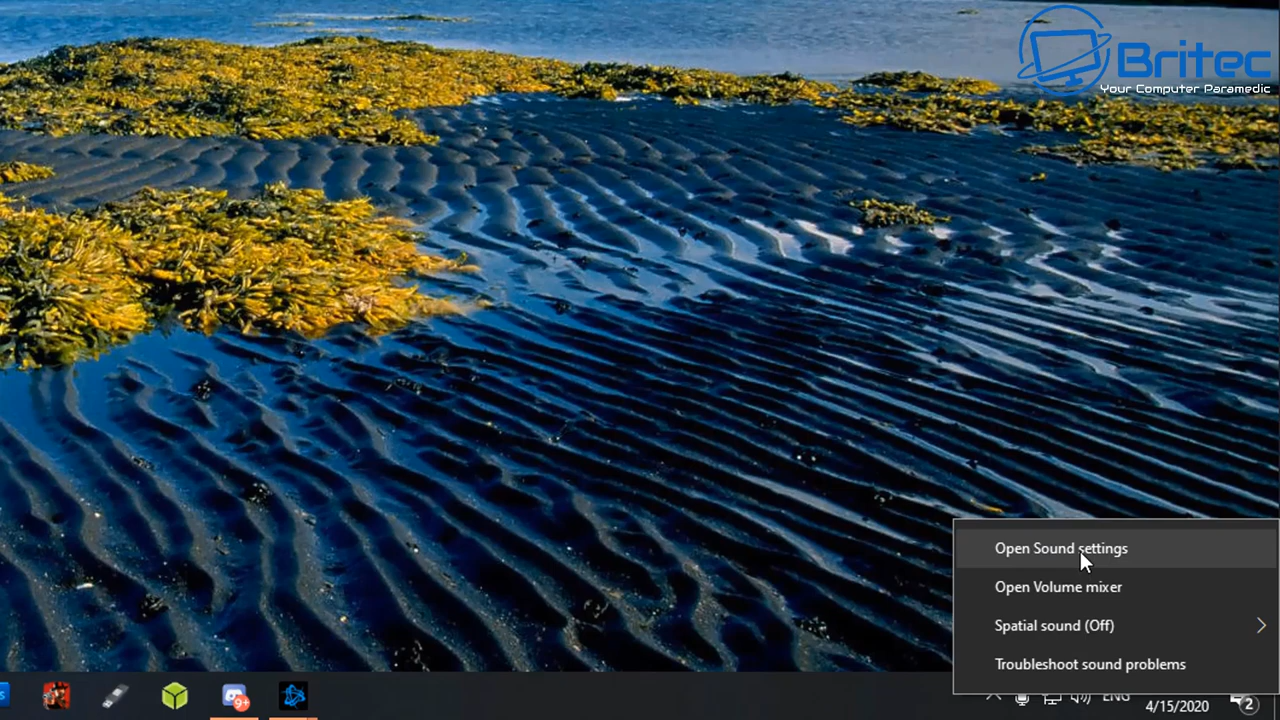 Britec
Your Computer Paramedic
Open Sound settings
Open Volume mixer
Spatial sound (Off)
Troubleshoot sound problems
S
9+
ENG
4/15/2020
2